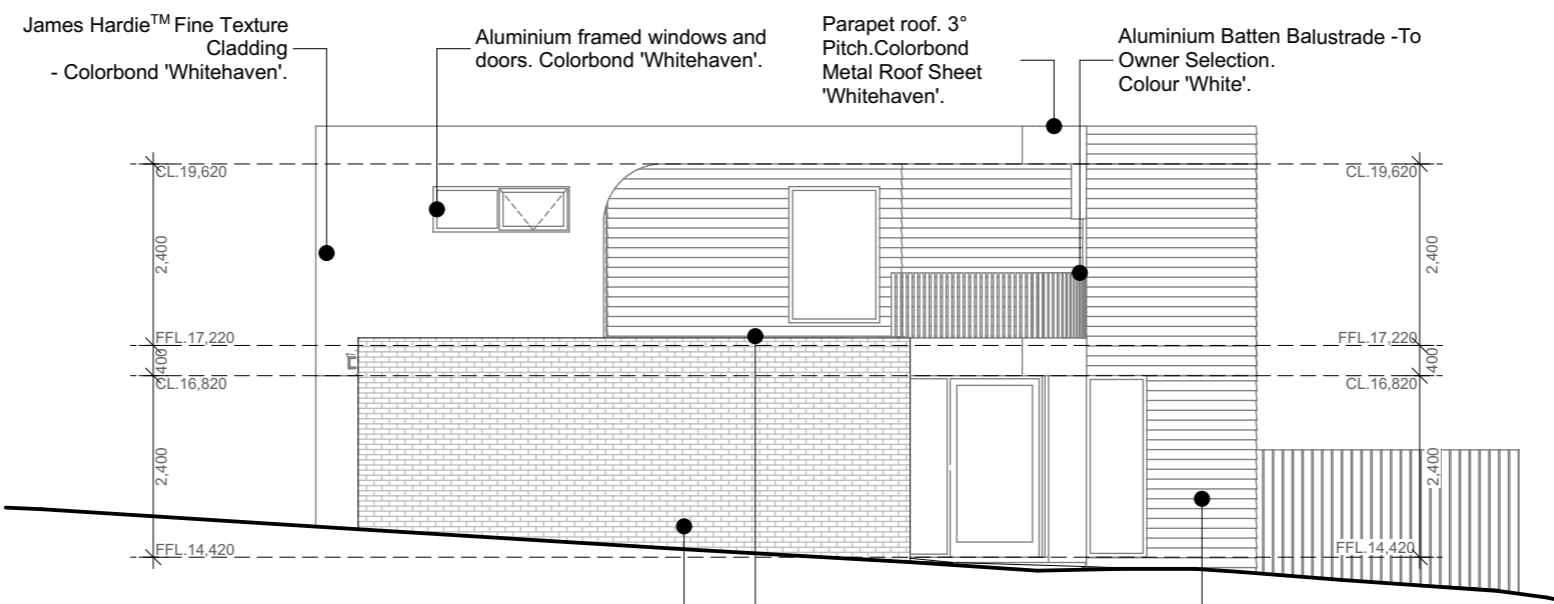 James Hardie™ Fine Texture
Cladding
- Colorbond 'Whitehaven'.
Aluminium framed windows and
doors. Colorbond 'Whitehaven'.
Parapet roof. 3°
Pitch.Colorbond
Metal Roof Sheet
'Whitehaven'.
Aluminium Batten Balustrade -To
Owner Selection.
Colour 'White'.
CL.19,620
CL.19,620
2,400
2,400
FFL.17,220
FFL.17,220
400
400
CL.16,820
CL.16,820
2,400
2,400
FFL.14,420
FFL.14,420